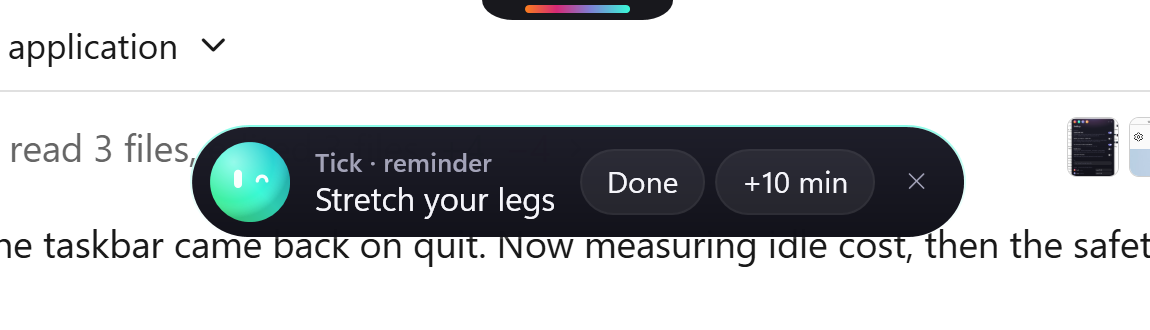 application
read 3 files,
Tick · reminder
Stretch your legs
Done
+10 min
he taskbar came back on quit. Now measuring idle cost, then the safet